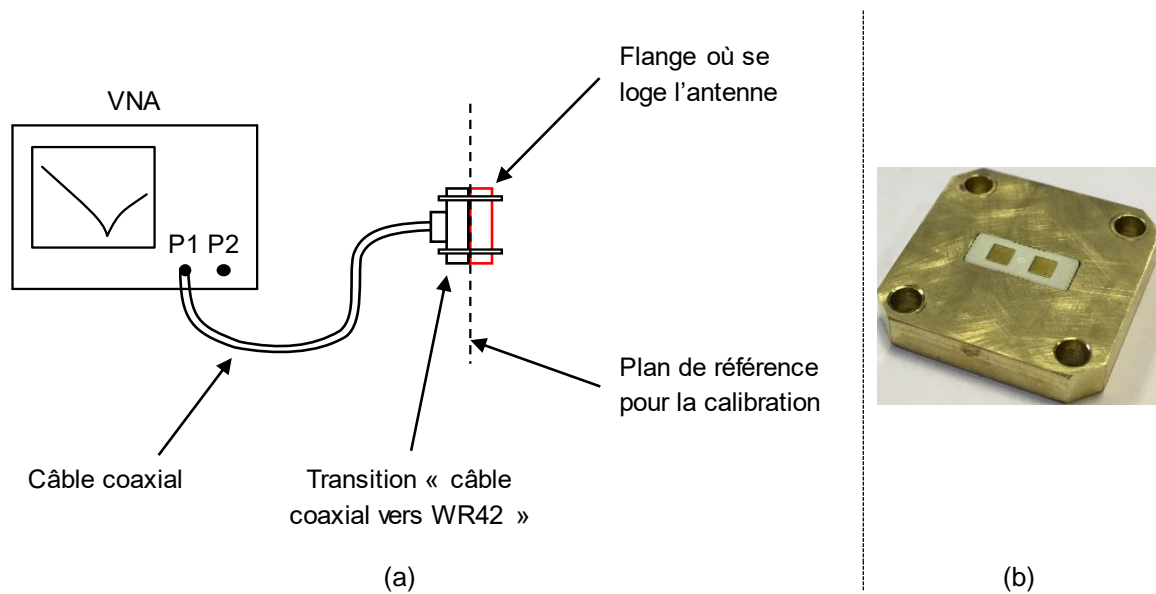 Flange où se
loge l'antenne
VNA
P1 P2
Plan de référence
pour la calibration
Câble coaxial
Transition « câble
coaxial vers WR42 »
(a)
(b)